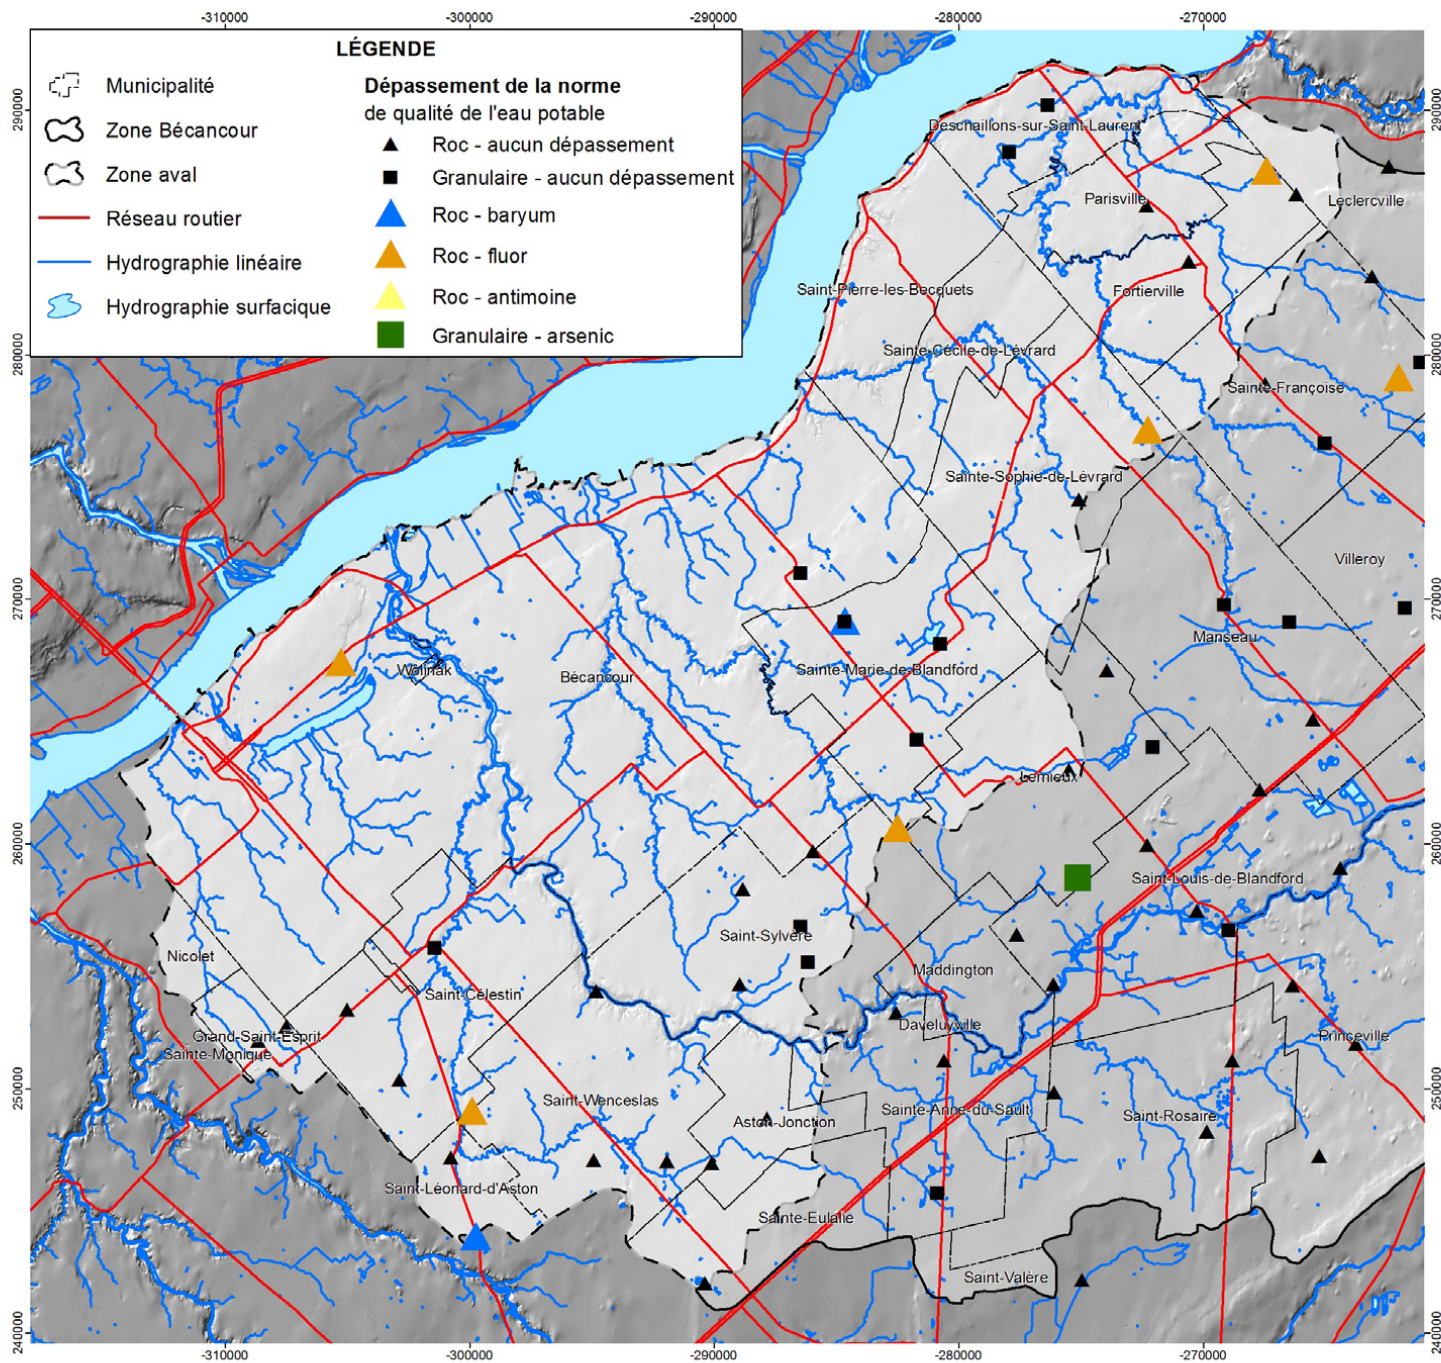 -310000
-300000
-290000
-280000
-270000
LÉGENDE
Municipalité
Zone Bécancour
Zone aval
Réseau routier
Hydrographie linéaire
Hydrographie surfacique
Dépassement de la norme
de qualité de l'eau potable
Roc - aucun dépassement
Granulaire - aucun dépassement
Roc - baryum
Roc - fluor
Roc - antimoine
Granulaire - arsenic
290000
290000
Deschaillons-sur-Saint-Laurent
Parisville
Leclercville
Saint-Pierre-les-Becquets
Fortierville
280000
280000
Sainte-Cécile-de-Lévrard
Sainte-Françoise
Sainte-Sophie-de-Lévrard
Villeroy
270000
270000
Manseau
Wôlinak
Bécancour
Sainte-Marie-de-Blandford
Lemieux
260000
260000
Saint-Louis-de-Blandford
Saint-Sylvère
Nicolet
Maddington
Saint-Célestin
Daveluyville
Grand-Saint-Esprit
Sainte-Monique
Princeville
250000
250000
Saint-Wenceslas
Sainte-Anne-du-Sault
Saint-Rosaire
Aston-Jonction
Saint-Léonard-d'Aston
Sainte-Eulalie
Saint-Valère
240000
240000
-310000
-300000
-290000
-280000
-270000